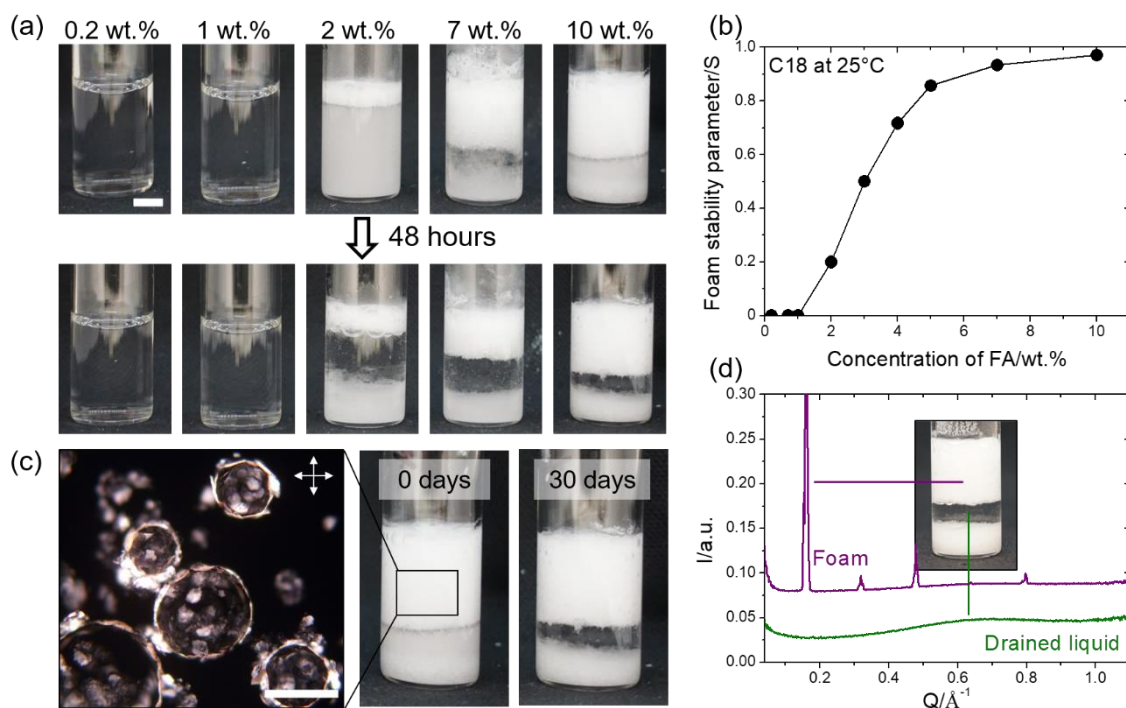 (a)
0.2 wt.% 1 wt.% 2 wt.% 7 wt.% 10 wt.%
48 hours
(b)
C18 at 25°C
1.0
0.8
0.6
0.4
0.2
0
Foam stability parameter/S
0 2 4 6 8 10
Concentration of FA/wt.%
(c)
0 days
30 days
(d)
0.30
0.25
0.20
0.15
0.10
0.05
0.00
I/a.u.
Foam
Drained liquid
0.2 0.4 0.6 0.8 1.0
Q/Å⁻¹